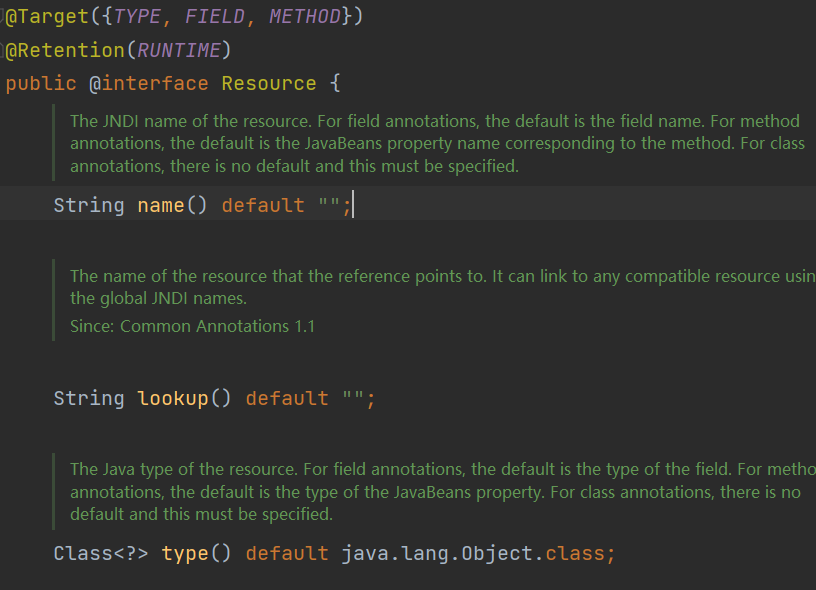 @Target({TYPE, FIELD, METHOD})
@Retention(RUNTIME)
public @interface Resource {
The JNDI name of the resource. For field annotations, the default is the field name. For method
annotations, the default is the JavaBeans property name corresponding to the method. For class
annotations, there is no default and this must be specified.
String name() default "";
The name of the resource that the reference points to. It can link to any compatible resource usin
the global JNDI names.
Since: Common Annotations 1.1
String lookup() default "";
The Java type of the resource. For field annotations, the default is the type of the field. For metho
annotations, the default is the type of the JavaBeans property. For class annotations, there is no
default and this must be specified.
Class<?> type() default java.lang.Object.class;